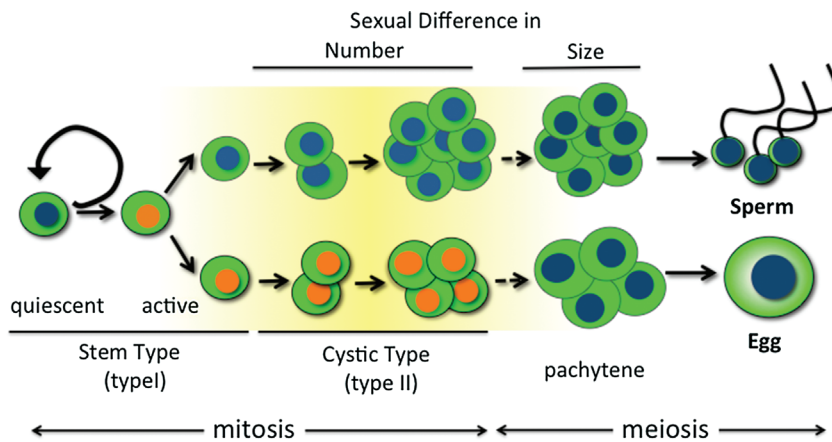 Sexual Difference in
Number
Size
Sperm
quiescent
active
Egg
Stem Type
(typeI)
Cystic Type
(type II)
pachytene
mitosis
meiosis